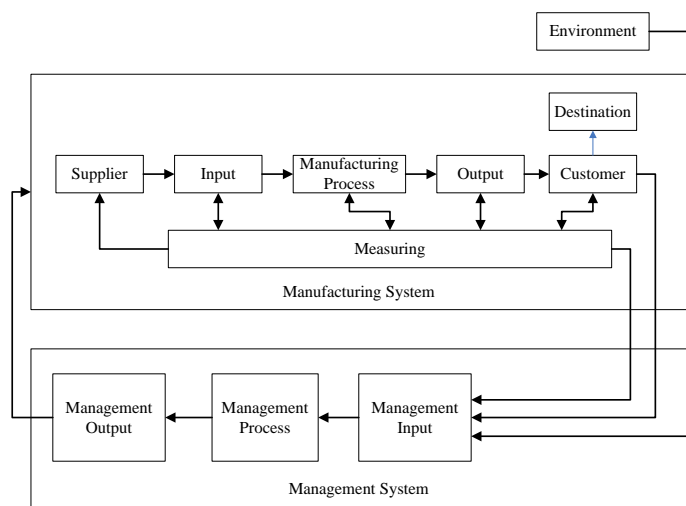 Environment
Destination
Supplier
Input
Manufacturing
Process
Output
Customer
Measuring
Manufacturing System
Management
Output
Management
Process
Management
Input
Management System